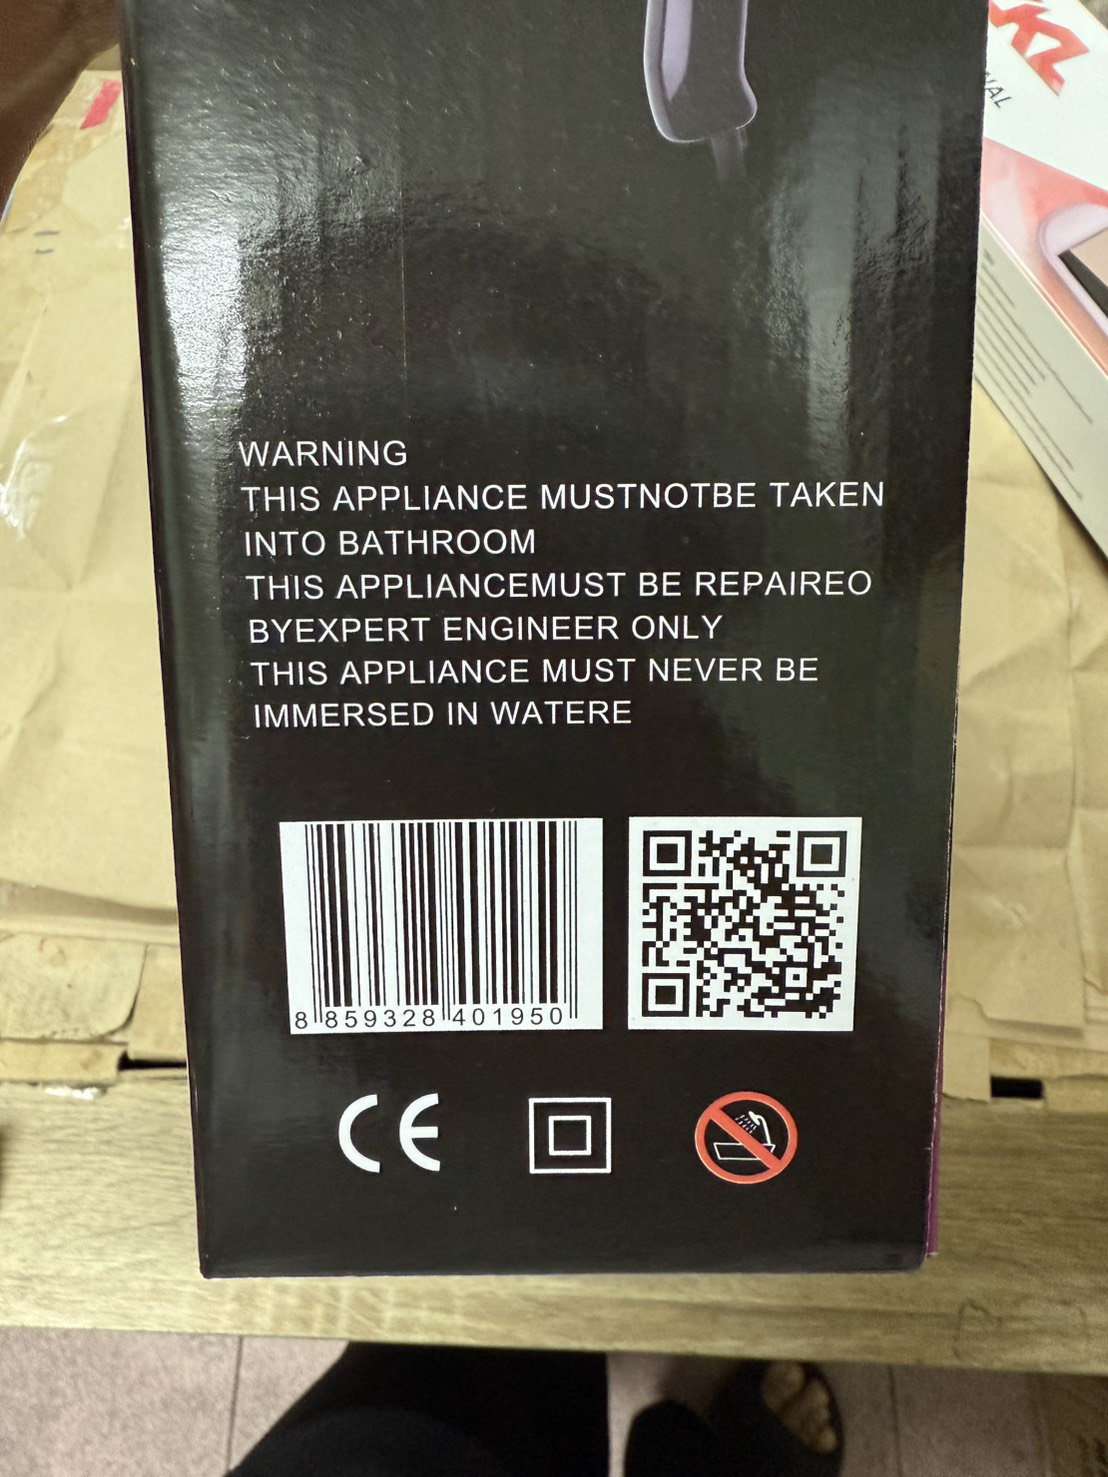 WARNING
THIS APPLIANCE MUSTNOTBE TAKEN
INTO BATHROOM
THIS APPLIANCEMUST BE REPAIREO
BYEXPERT ENGINEER ONLY
THIS APPLIANCE MUST NEVER BE
IMMERSED IN WATERE
8 859328 401950
CE